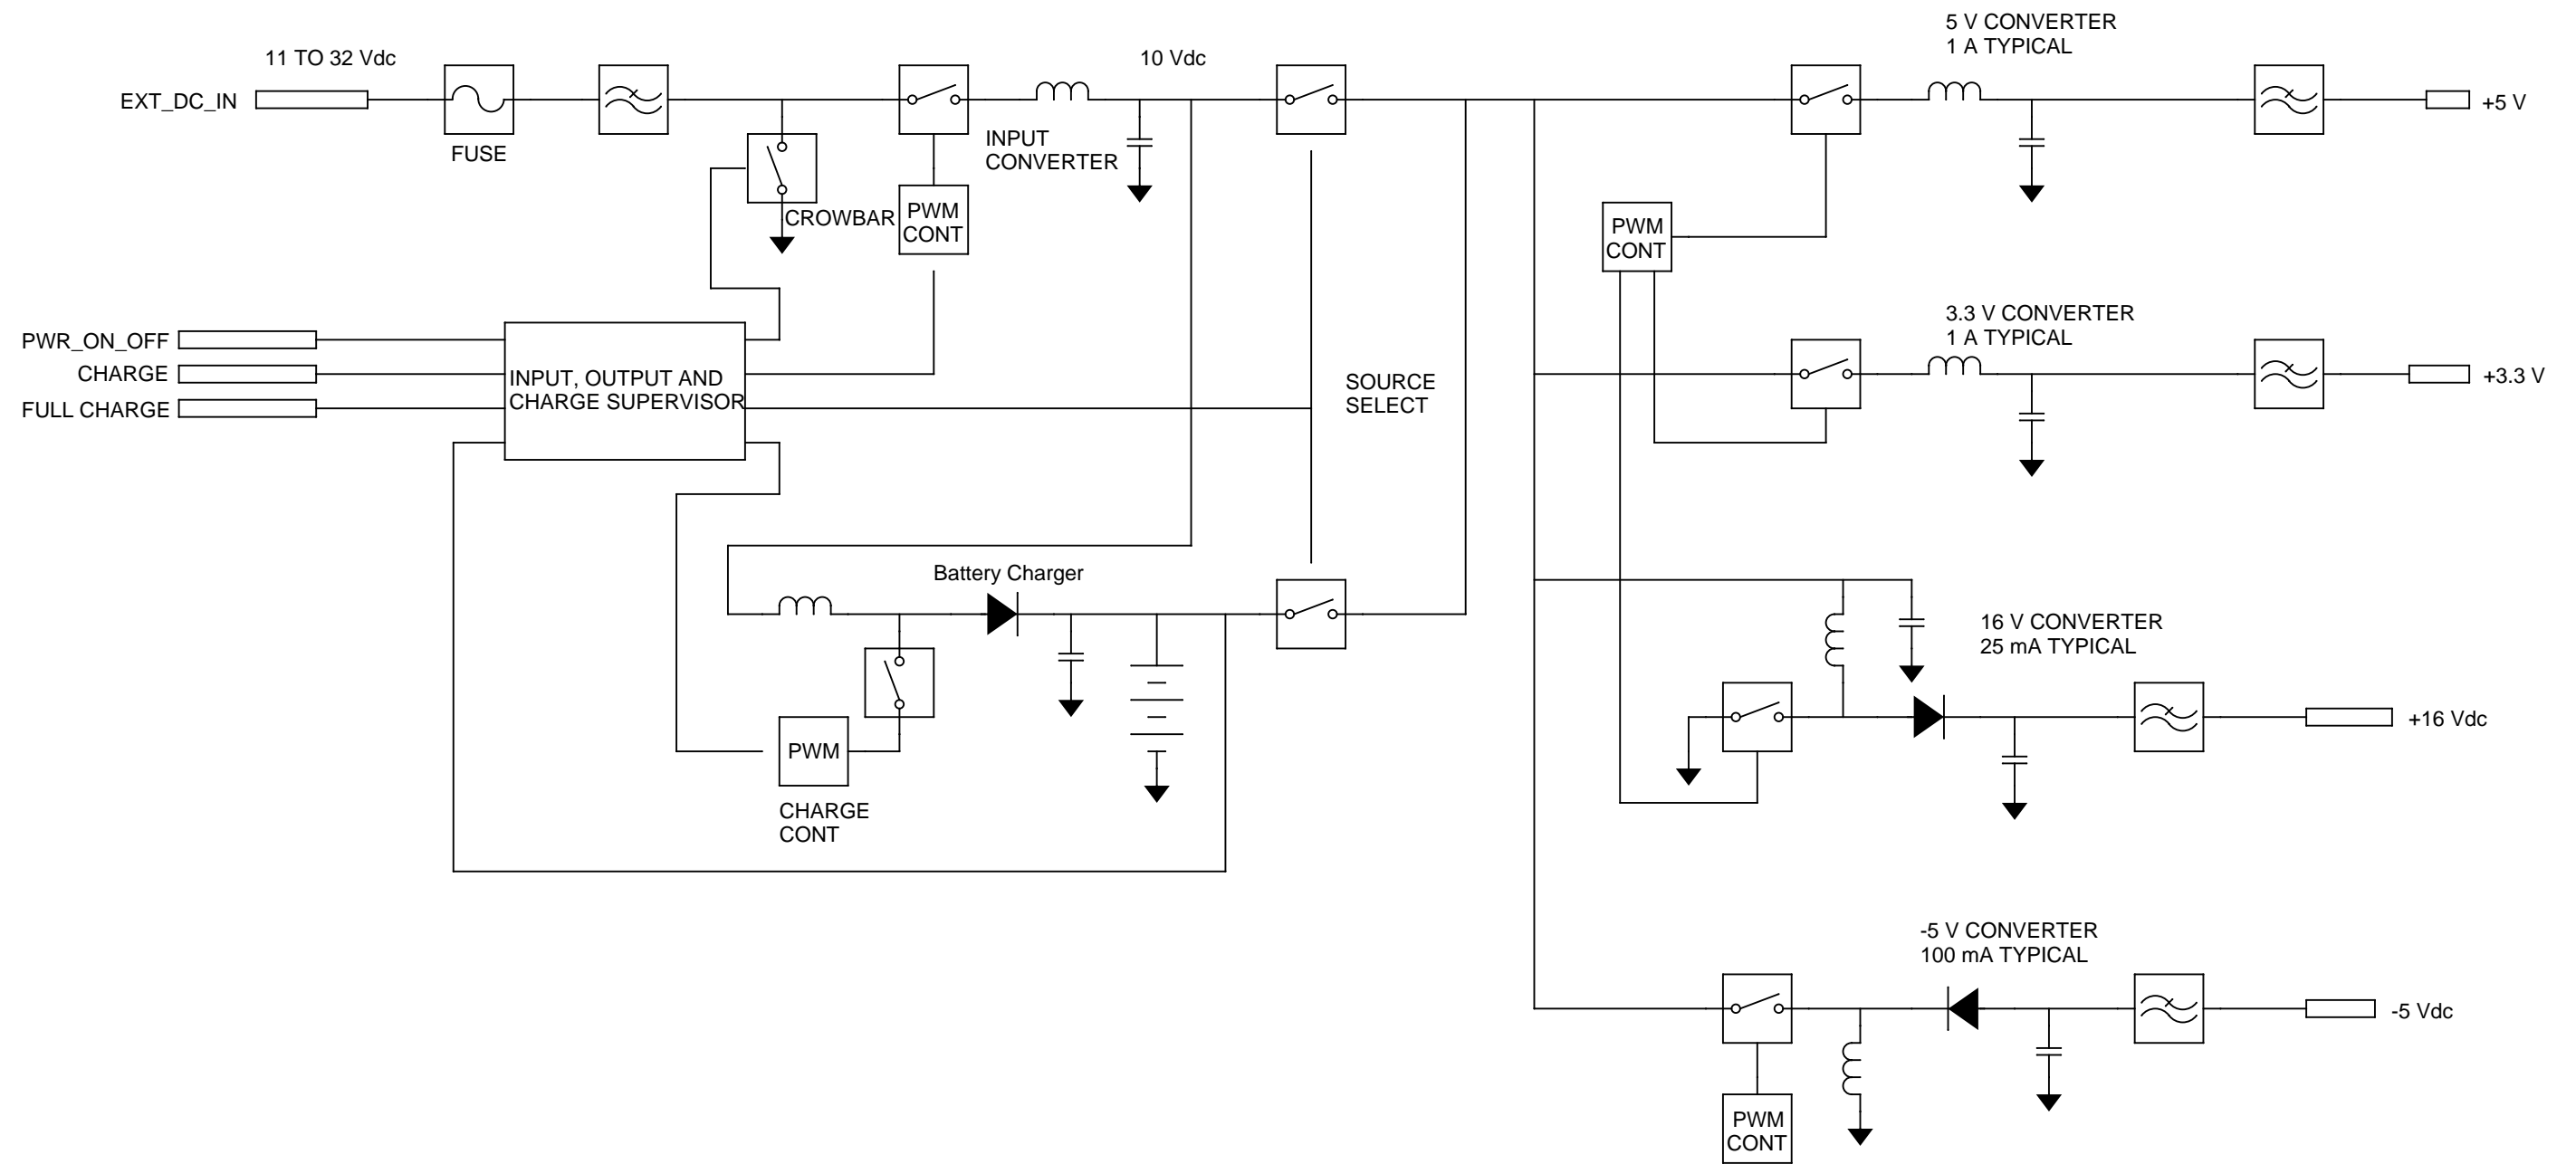 5 V CONVERTER
1 A TYPICAL
11 TO 32 Vdc
10 Vdc
EXT_DC_IN
+5 V
FUSE
INPUT
CONVERTER
CROWBAR
PWM
CONT
PWM
CONT
3.3 V CONVERTER
1 A TYPICAL
PWR_ON_OFF
CHARGE
FULL CHARGE
INPUT, OUTPUT AND
CHARGE SUPERVISOR
SOURCE
SELECT
+3.3 V
Battery Charger
16 V CONVERTER
25 mA TYPICAL
+16 Vdc
PWM
CHARGE
CONT
-5 V CONVERTER
100 mA TYPICAL
-5 Vdc
PWM
CONT